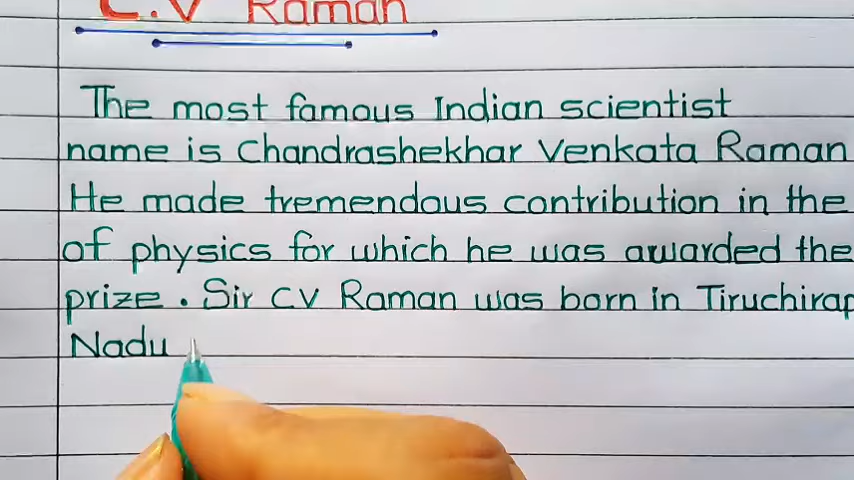 C.V Raman
The most famous Indian scientist
name is Chandrashekhar Venkata Raman
He made tremendous contribution in the
of physics for which he was awarded the
prize. Sir CV Raman was born in Tiruchirap
Nadu